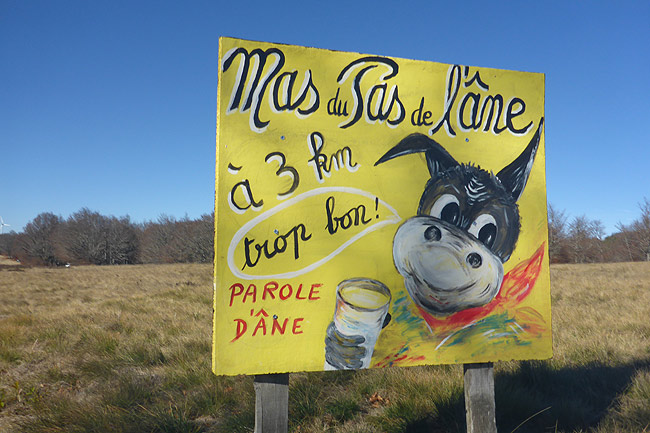 Mas du Pas de l'âne
à 3 km
trop bon!
PAROLE
D'ÂNE